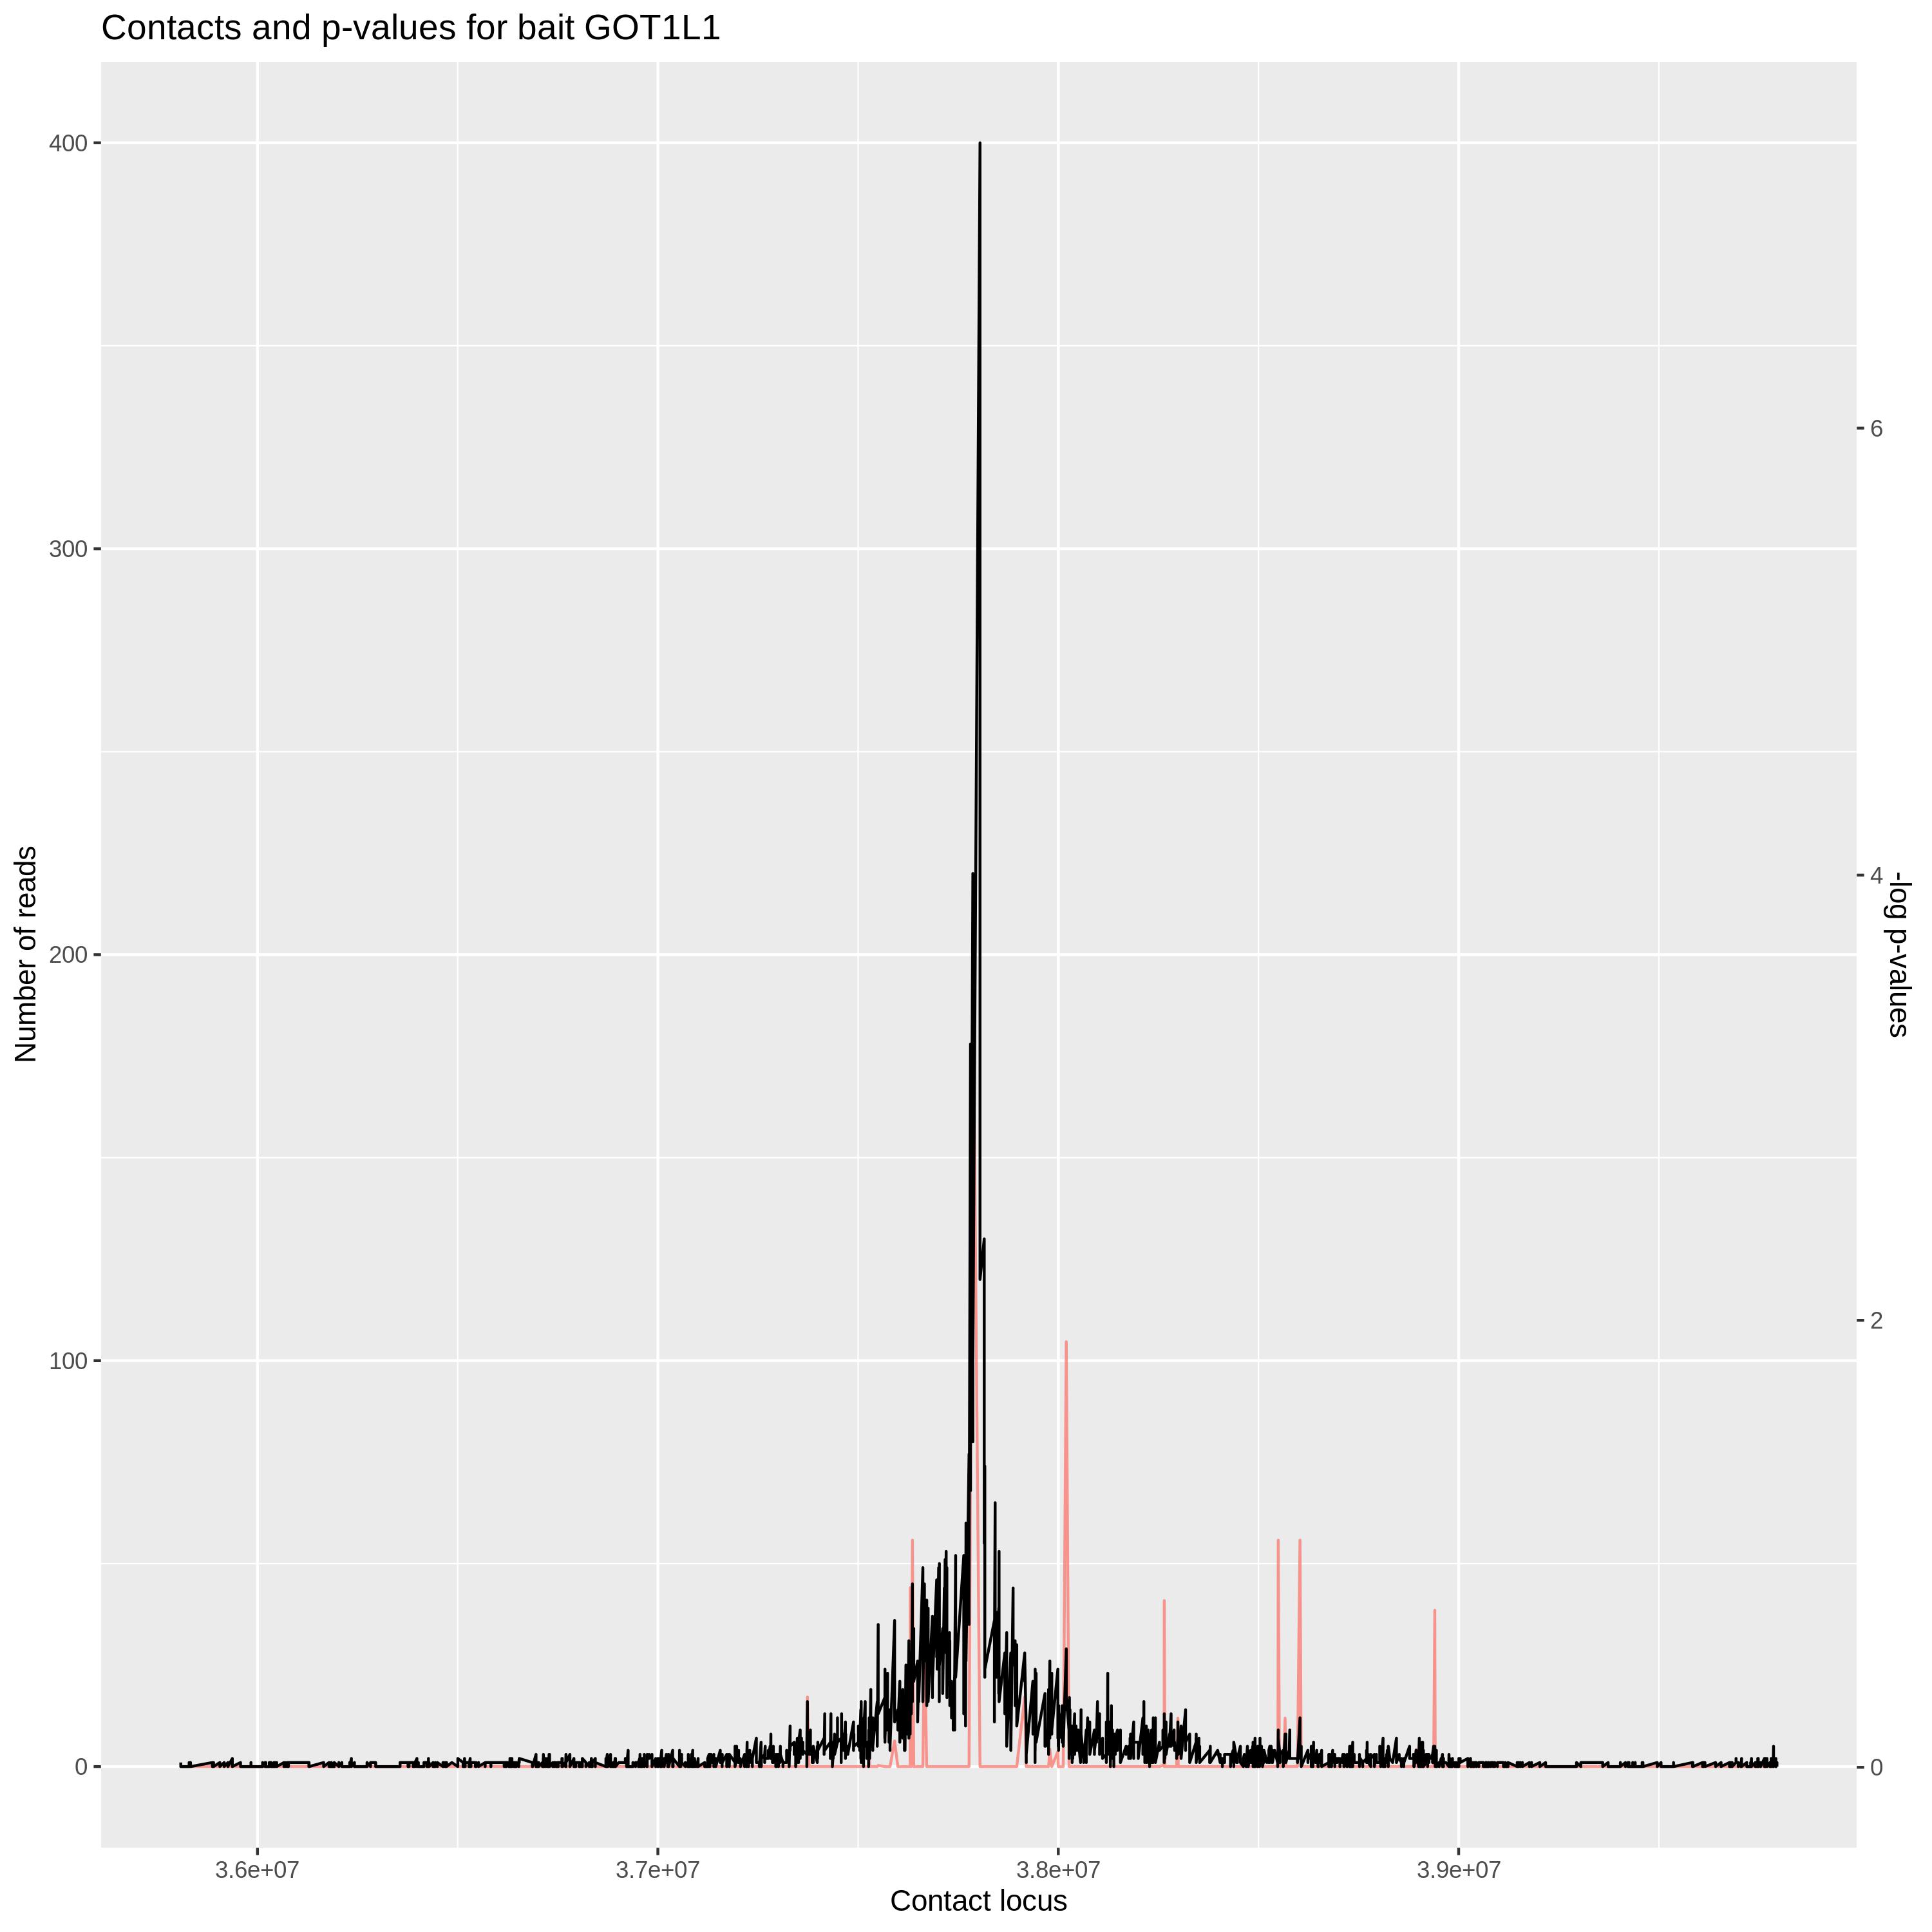 Contacts and p-values for bait GOT1L1
400
300
200
100
0
Number of reads
6
4
2
0
-log p-values
3.6e+07
3.7e+07
3.8e+07
3.9e+07
Contact locus